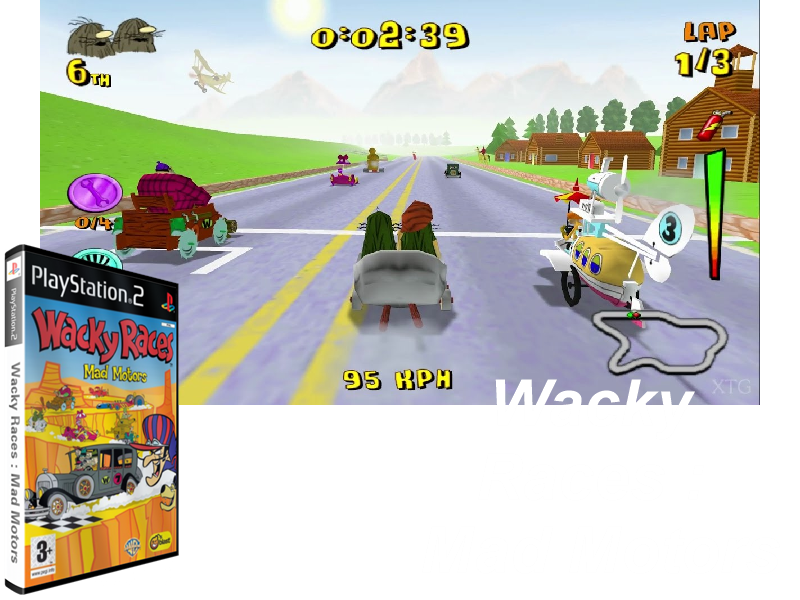 0:02:39
LAP
1/3
6TH
0/4
3
W
95 KPH
Wacky
XTG
PlayStation.2
PlayStation.2
Wacky Races
Mad Motors
Wacky Races : Mad Motors
3+
blast